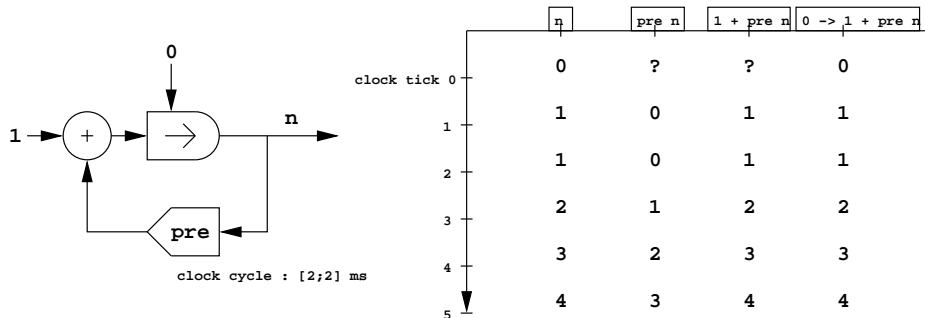 0
1
+
n
pre
clock cycle : [2;2] ms
n pre n 1 + pre n 0 -> 1 + pre n
0 ? ? 0
clock tick 0
1 0 1 1
1
1 0 1 1
2
2 1 2 2
3
3 2 3 3
4
4 3 4 4
5